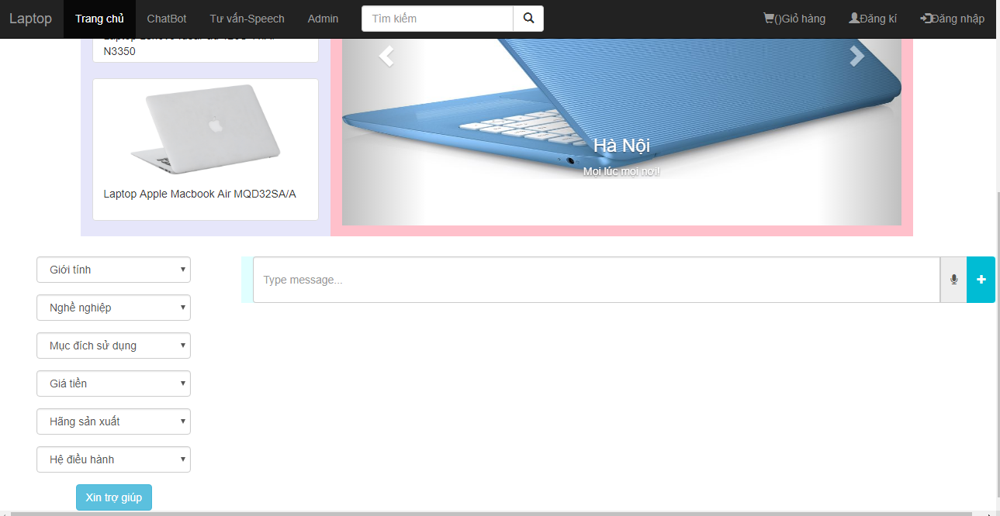 Laptop Trang chủ ChatBot Tư vấn-Speech Admin Tìm kiếm ()Giỏ hàng Đăng kí Đăng nhập
N3350
Laptop Apple Macbook Air MQD32SA/A
Hà Nội
Mọi lúc mọi nơi!
Giới tính
Type message...
Nghề nghiệp
Mục đích sử dụng
Giá tiền
Hãng sản xuất
Hệ điều hành
Xin trợ giúp